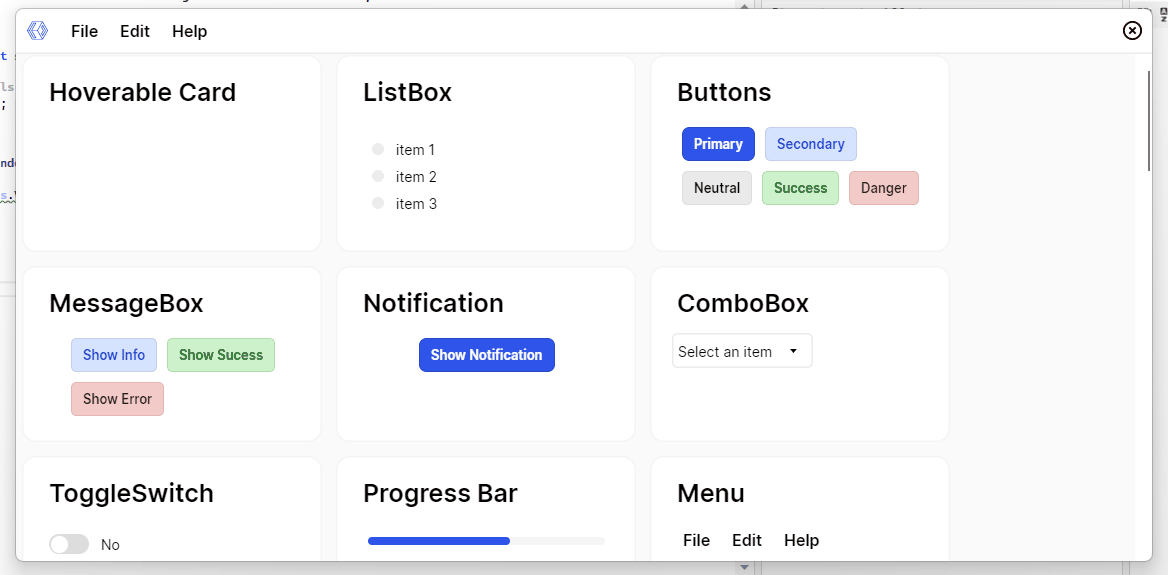 File Edit Help
Hoverable Card
ListBox
item 1
item 2
item 3
Buttons
Primary Secondary
Neutral Success Danger
MessageBox
Show Info Show Sucess
Show Error
Notification
Show Notification
ComboBox
Select an item
ToggleSwitch
No
Progress Bar
Menu
File Edit Help